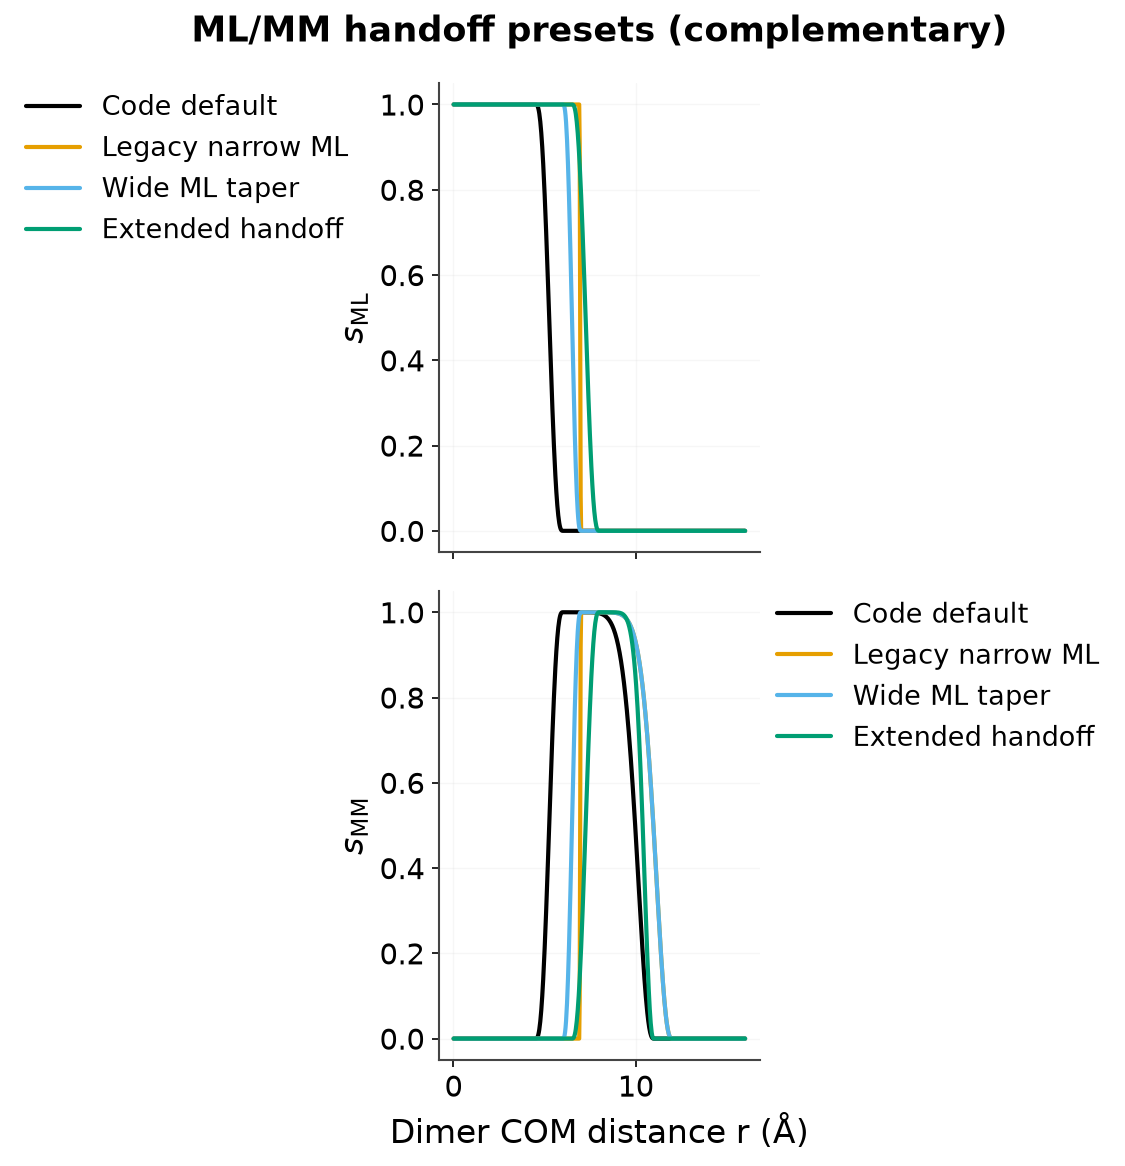 ML/MM handoff presets (complementary)
Code default
Legacy narrow ML
Wide ML taper
Extended handoff
1.0
0.8
0.6
0.4
0.2
0.0
s_ML
1.0
0.8
0.6
0.4
0.2
0.0
s_MM
Code default
Legacy narrow ML
Wide ML taper
Extended handoff
0 10
Dimer COM distance r (Å)